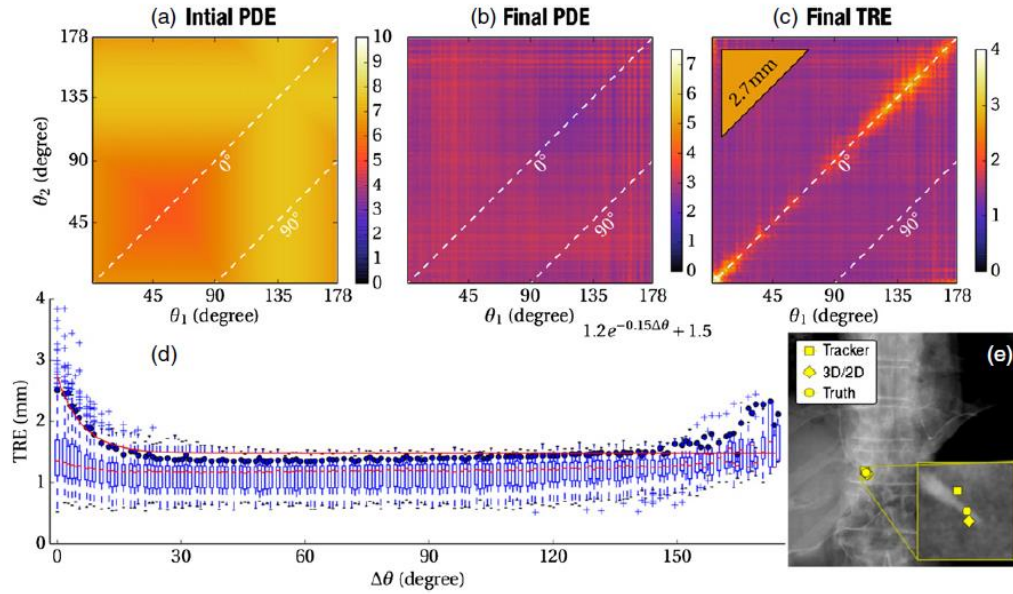 (a) Intial PDE
(b) Final PDE
(c) Final TRE
178
135
90
45
θ2 (degree)
0°
90°
45 90 135 178
θ1 (degree)
10
9
8
7
6
5
4
3
2
1
0
0°
90°
45 90 135 178
θ1 (degree)
7
6
5
4
3
2
1
0
2.7mm
0°
90°
45 90 135 178
θ1 (degree)
4
3
2
1
0
1.2e^{-0.15Δθ} + 1.5
(d)
4
3
2
1
0
TRE (mm)
0 30 60 90 120 150
Δθ (degree)
(e)
Tracker
3D/2D
Truth